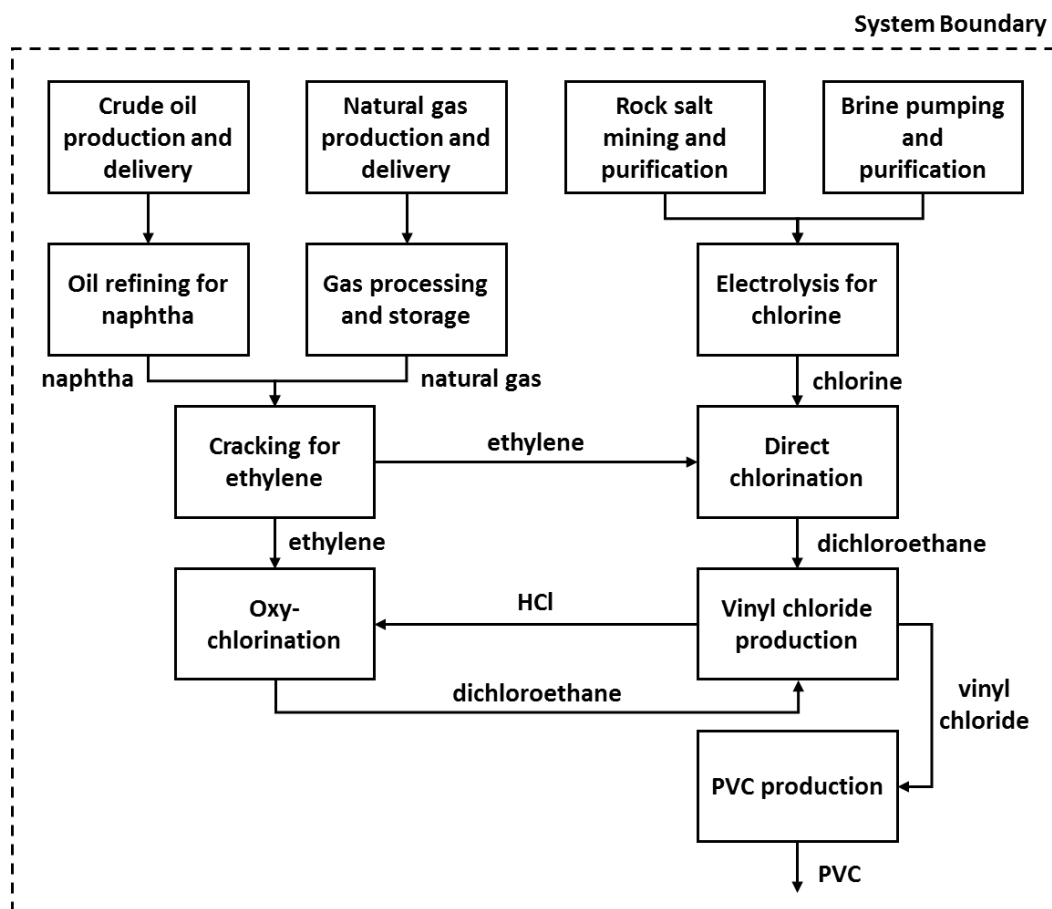 System Boundary
Crude oil
production and
delivery
Natural gas
production and
delivery
Rock salt
mining and
purification
Brine pumping
and
purification
Oil refining for
naphtha
Gas processing
and storage
Electrolysis for
chlorine
naphtha
natural gas
chlorine
Cracking for
ethylene
ethylene
Direct
chlorination
ethylene
dichloroethane
Oxy-
chlorination
HCl
Vinyl chloride
production
dichloroethane
vinyl
chloride
PVC production
PVC